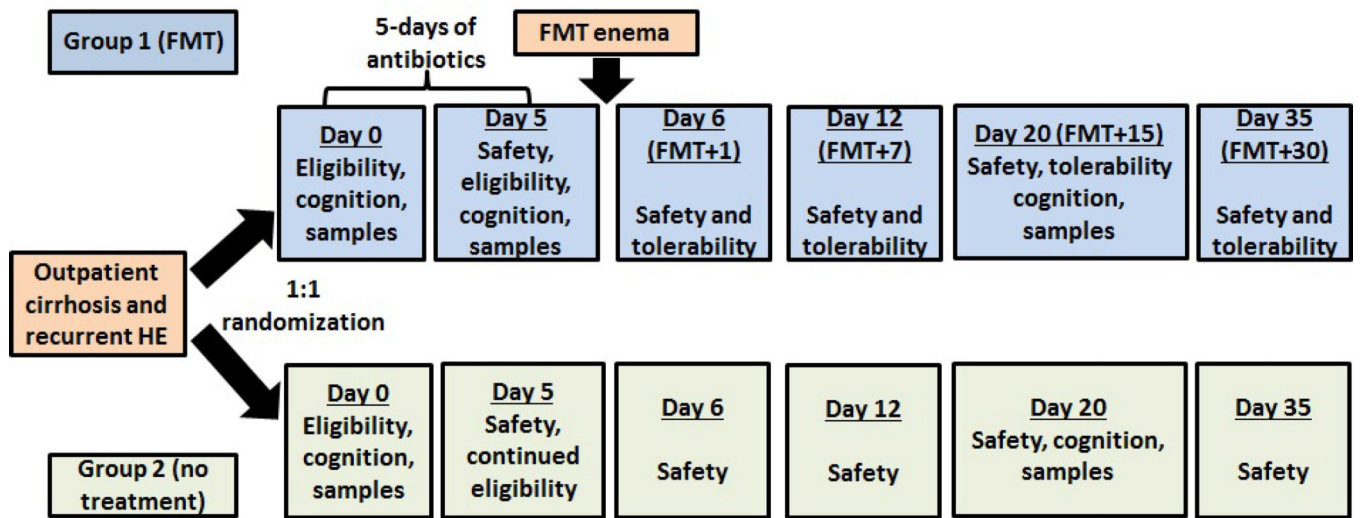 Group 1 (FMT)
5-days of
antibiotics
FMT enema
Day 0
Eligibility,
cognition,
samples
Day 5
Safety,
eligibility,
cognition,
samples
Day 6
(FMT+1)
Safety and
tolerability
Day 12
(FMT+7)
Safety and
tolerability
Day 20 (FMT+15)
Safety, tolerability
cognition,
samples
Day 35
(FMT+30)
Safety and
tolerability
Outpatient
cirrhosis and
recurrent HE
1:1
randomization
Group 2 (no
treatment)
Day 0
Eligibility,
cognition,
samples
Day 5
Safety,
continued
eligibility
Day 6
Safety
Day 12
Safety
Day 20
Safety, cognition,
samples
Day 35
Safety